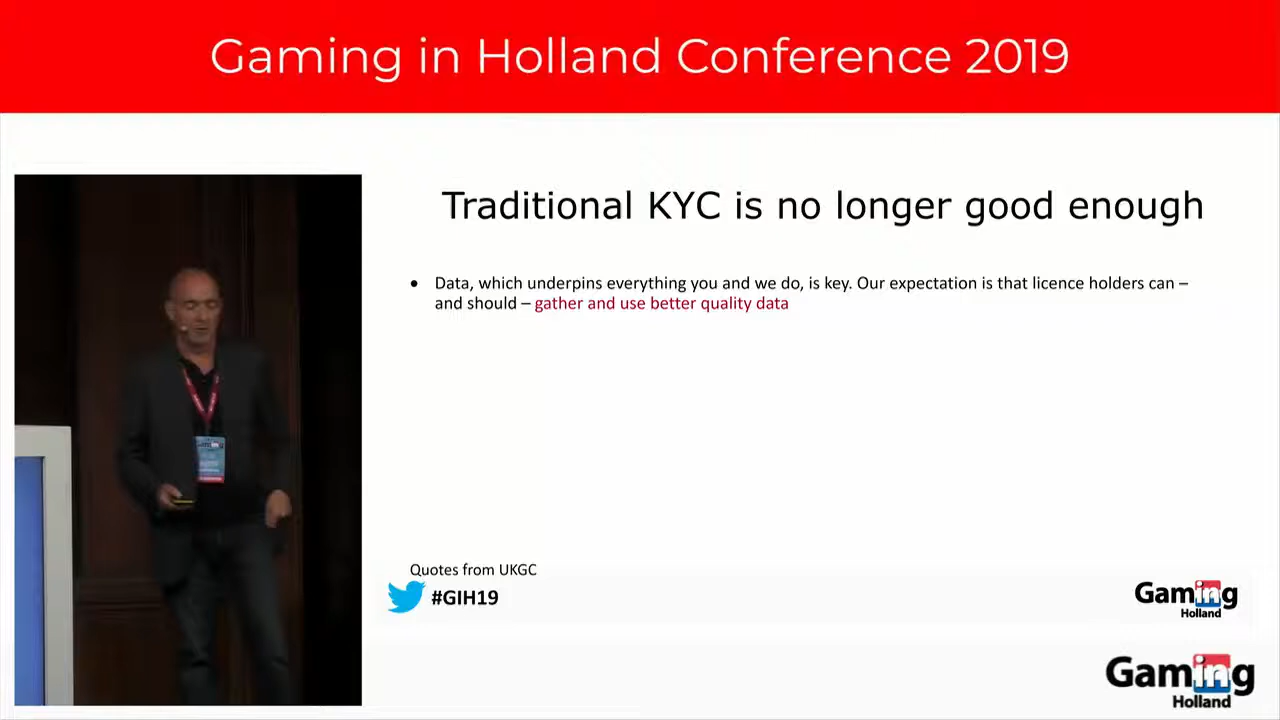 Gaming in Holland Conference 2019
Traditional KYC is no longer good enough
• Data, which underpins everything you and we do, is key. Our expectation is that licence holders can –
and should – gather and use better quality data
Quotes from UKGC
#GIH19
Gaming
Holland
Gaming
Holland